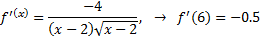 f′(x) = -4 / ((x − 2)√(x − 2)), → f′(6) = −0.5